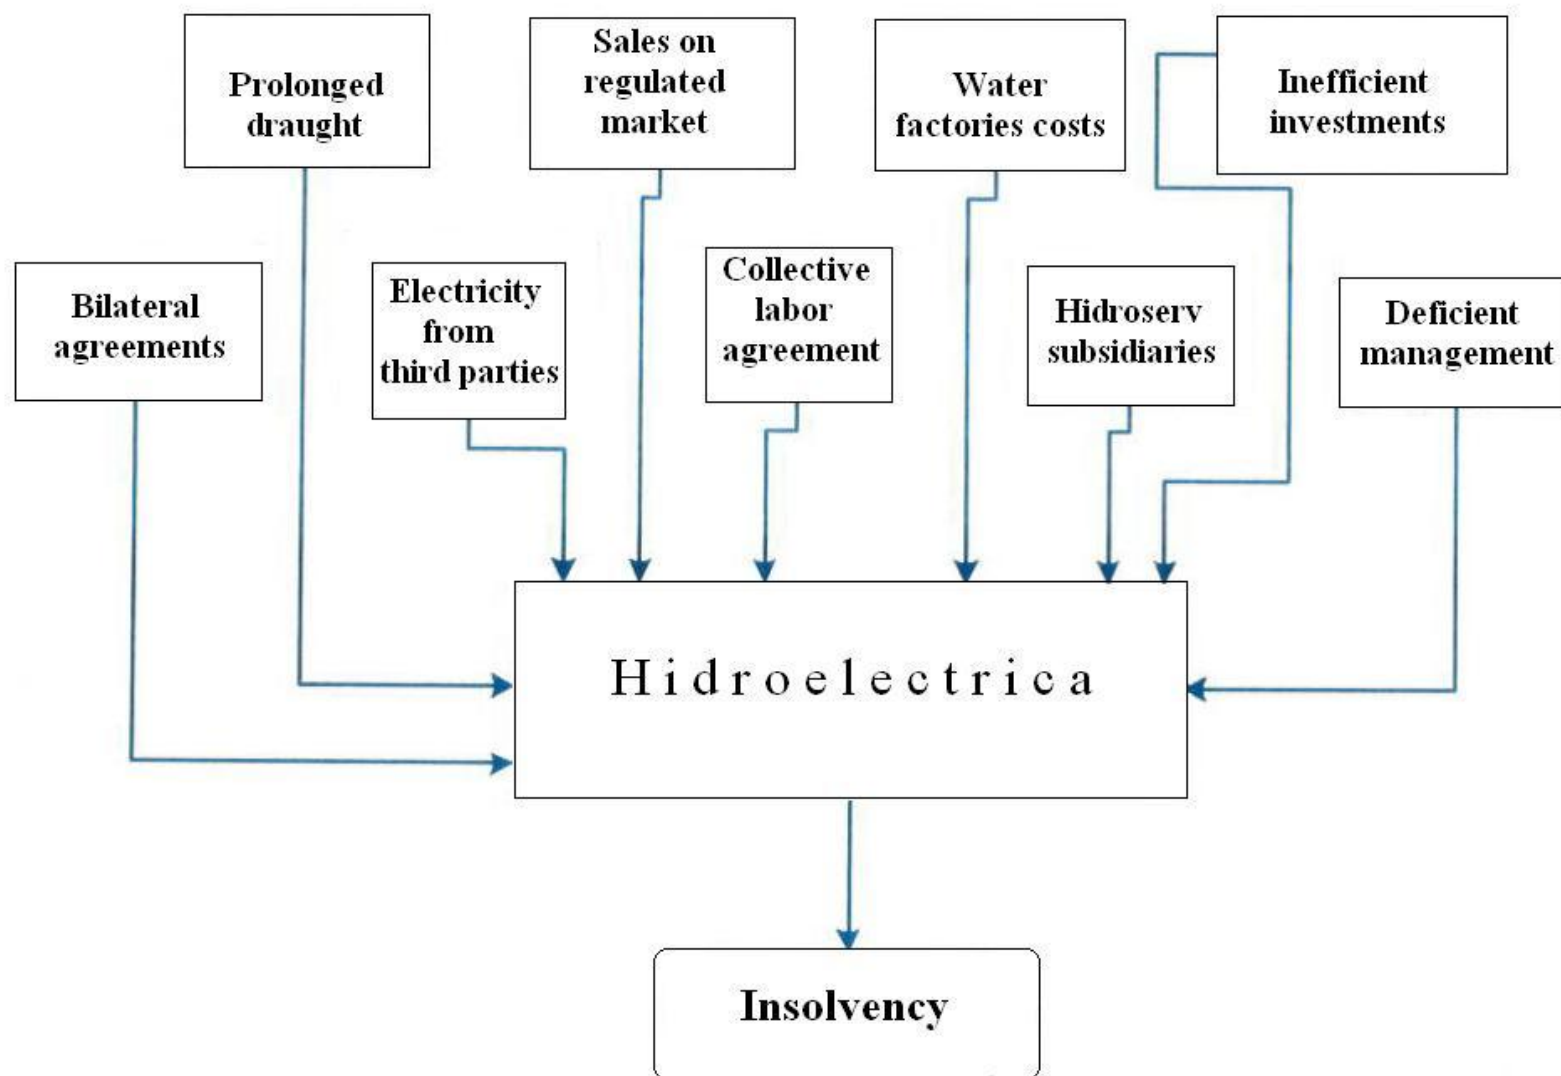 Prolonged
draught
Sales on
regulated
market
Water
factories costs
Inefficient
investments
Bilateral
agreements
Electricity
from
third parties
Collective
labor
agreement
Hidroserv
subsidiaries
Deficient
management
Hidroelectrica
Insolvency